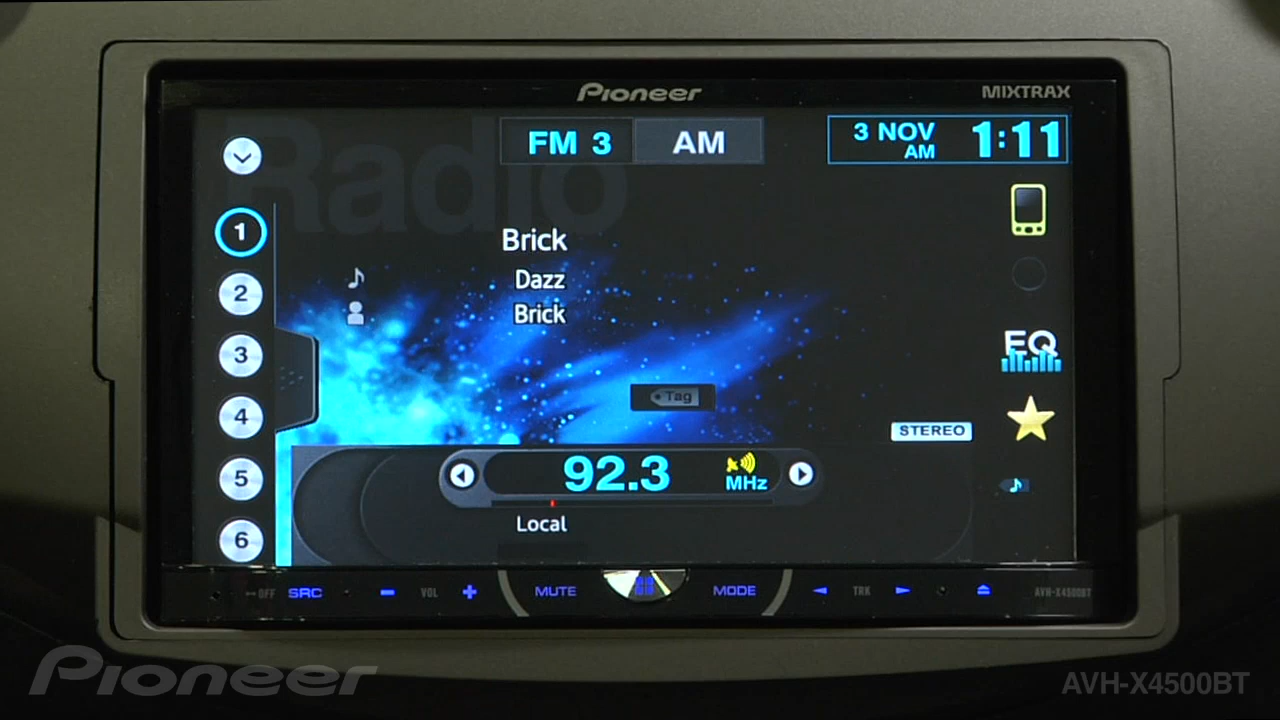 Pioneer
MIXTRAX
Radio
FM 3
AM
3 NOV
AM
1:11
1
2
3
4
5
6
Brick
Dazz
Brick
EQ
Tag
STEREO
92.3
MHz
Local
OFF
SRC
VOL
MUTE
MODE
TRK
AVH-X4500BT
Pioneer
AVH-X4500BT